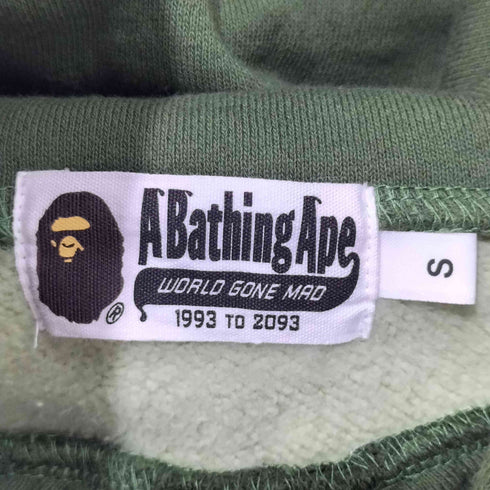 A Bathing Ape
WORLD GONE MAD
1993 TO 2093
®
S